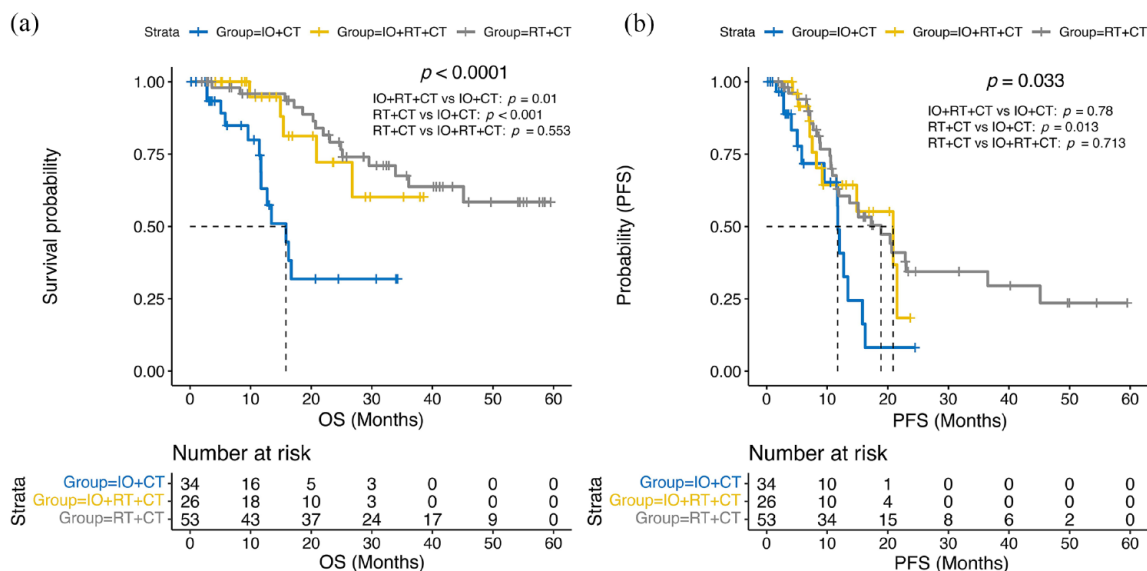 (a)
Strata Group=IO+CT Group=IO+RT+CT Group=RT+CT
p < 0.0001
IO+RT+CT vs IO+CT: p = 0.01
RT+CT vs IO+CT: p < 0.001
RT+CT vs IO+RT+CT: p = 0.553
Survival probability
1.00
0.75
0.50
0.25
0.00
0 10 20 30 40 50 60
OS (Months)
Number at risk
Strata
Group=IO+CT 34 16 5 3 0 0 0
Group=IO+RT+CT 26 18 10 3 0 0 0
Group=RT+CT 53 43 37 24 17 9 0
0 10 20 30 40 50 60
OS (Months)
(b)
Strata Group=IO+CT Group=IO+RT+CT Group=RT+CT
p = 0.033
IO+RT+CT vs IO+CT: p = 0.78
RT+CT vs IO+CT: p = 0.013
RT+CT vs IO+RT+CT: p = 0.713
Probability (PFS)
1.00
0.75
0.50
0.25
0.00
0 10 20 30 40 50 60
PFS (Months)
Number at risk
Strata
Group=IO+CT 34 10 1 0 0 0 0
Group=IO+RT+CT 26 10 4 0 0 0 0
Group=RT+CT 53 34 15 8 6 2 0
0 10 20 30 40 50 60
PFS (Months)